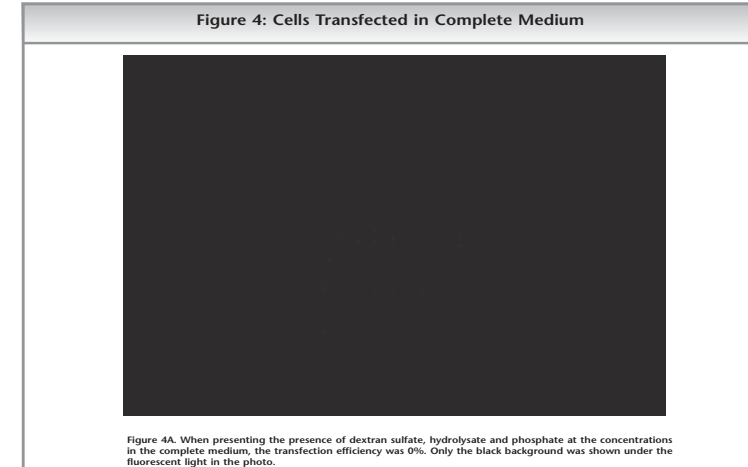 Figure 4: Cells Transfected in Complete Medium
Figure 4A. When presenting the presence of dextran sulfate, hydrolysate and phosphate at the concentrations
in the complete medium, the transfection efficiency was 0%. Only the black background was shown under the
fluorescent light in the photo.